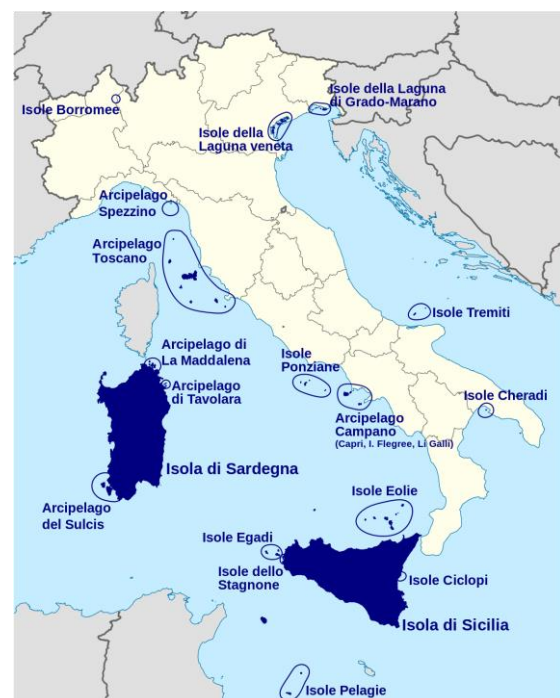 Isole della Laguna
di Grado-Marano
Isole Borromee
Isole della
Laguna veneta
Arcipelago
Spezzino
Arcipelago
Toscano
Isole Tremiti
Arcipelago di
La Maddalena
Isole
Ponziane
Arcipelago
di Tavolara
Isole Cheradi
Arcipelago
Campano
(Capri, I. Flegree, Li Galli)
Isola di Sardegna
Isole Eolie
Arcipelago
del Sulcis
Isole Egadi
Isole dello
Stagnone
Isole Ciclopi
Isola di Sicilia
Isole Pelagie